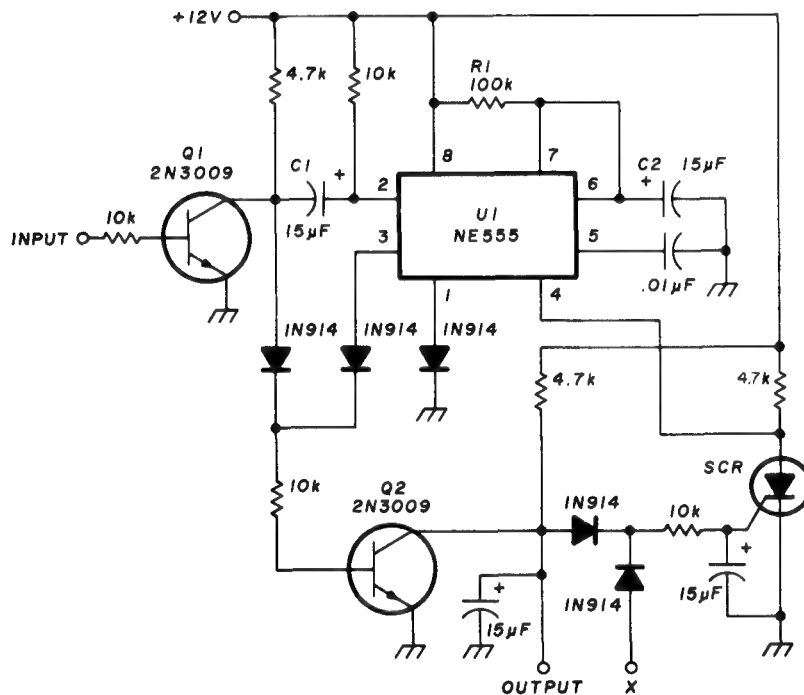 +12V
4.7k
10k
R1
100k
Q1
2N3009
C1
+
15µF
8
7
2
6
3
5
1
4
U1
NE555
C2
+
15µF
.01µF
10k
INPUT
1N914
1N914
1N914
4.7k
4.7k
SCR
10k
Q2
2N3009
1N914
10k
+
15µF
1N914
+
15µF
OUTPUT
X